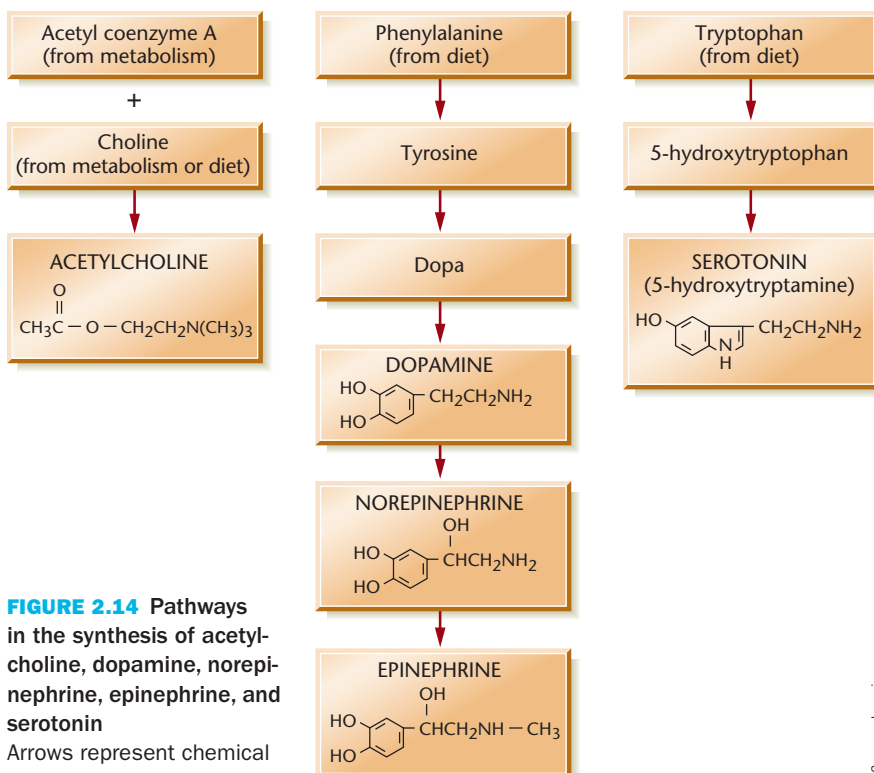 Acetyl coenzyme A
(from metabolism)
+
Choline
(from metabolism or diet)
ACETYLCHOLINE
O
CH3C – O – CH2CH2N(CH3)3
Phenylalanine
(from diet)
Tyrosine
Dopa
DOPAMINE
HO
CH2CH2NH2
HO
NOREPINEPHRINE
OH
HO
CHCH2NH2
HO
EPINEPHRINE
OH
HO
CHCH2NH – CH3
HO
Tryptophan
(from diet)
5-hydroxytryptophan
SEROTONIN
(5-hydroxytryptamine)
HO
CH2CH2NH2
N
H
FIGURE 2.14 Pathways
in the synthesis of acetyl-
choline, dopamine, norepi-
nephrine, epinephrine, and
serotonin
Arrows represent chemical